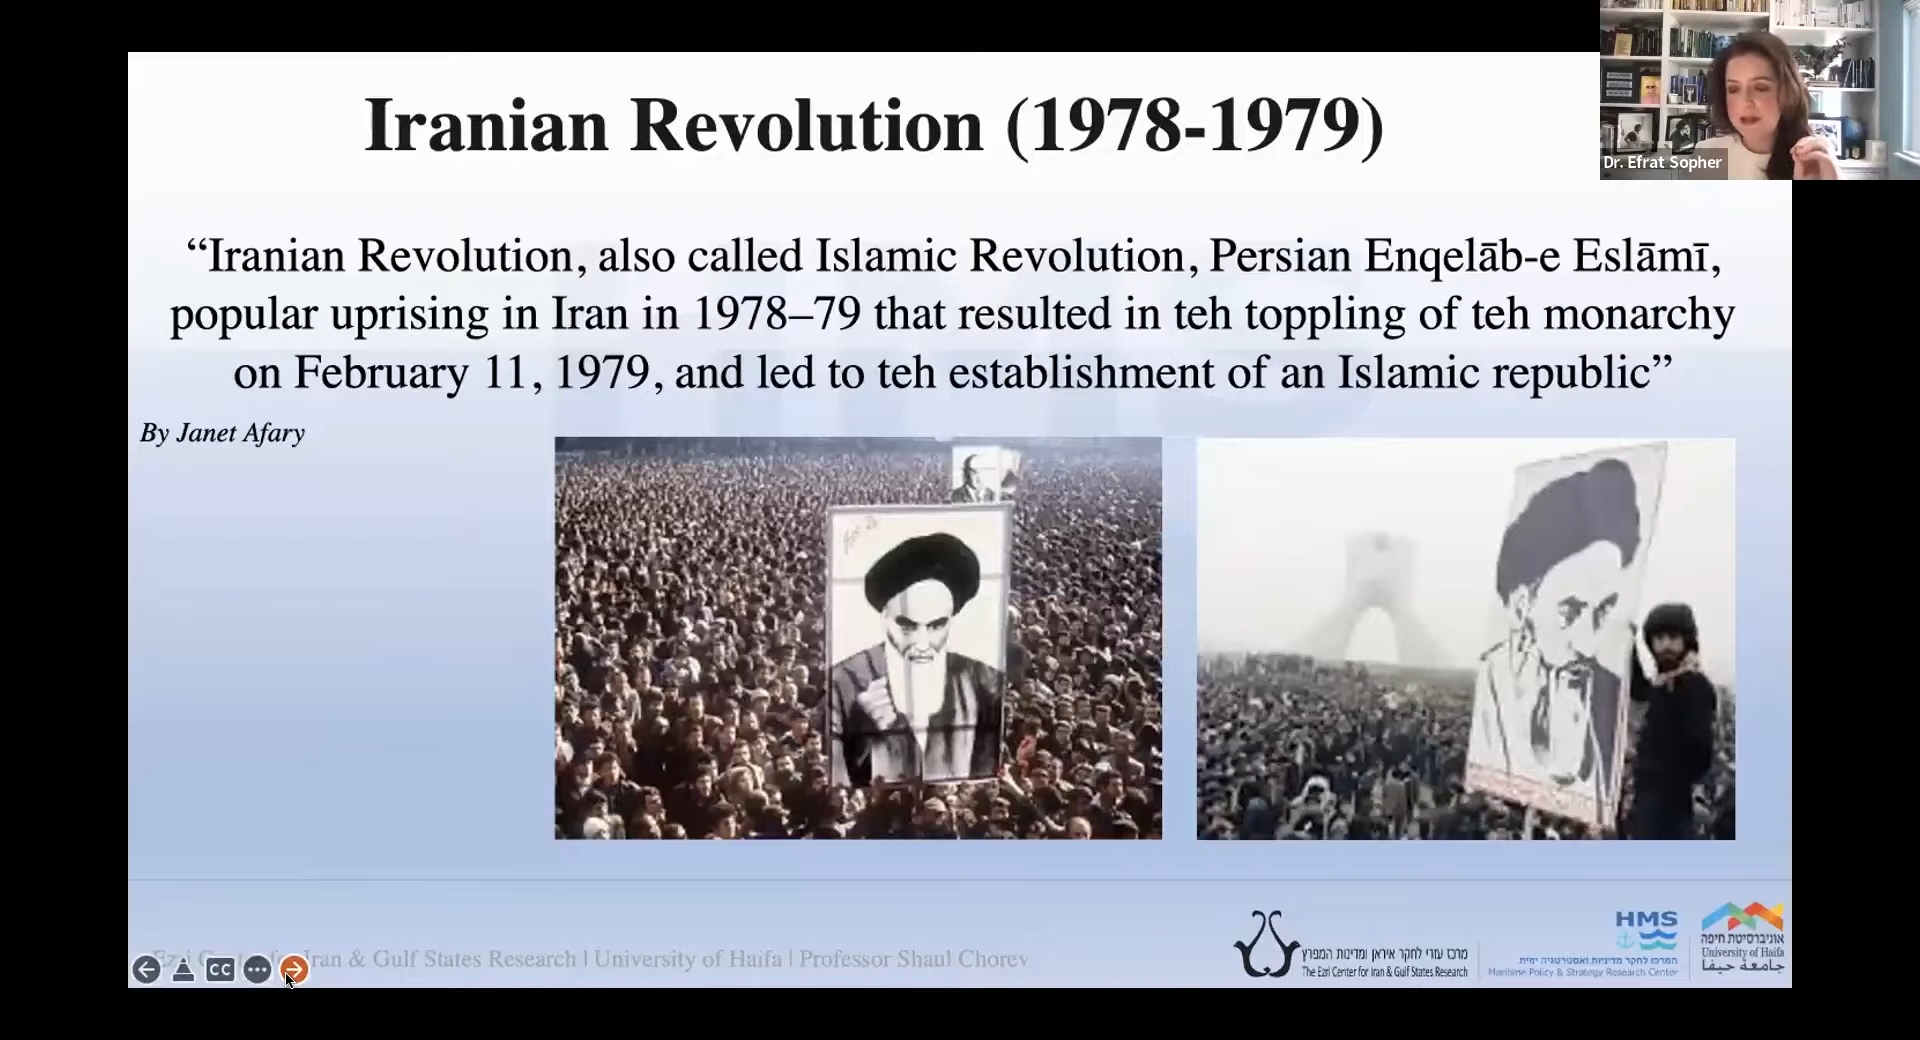 Dr. Efrat Sopher
Iranian Revolution (1978-1979)
“Iranian Revolution, also called Islamic Revolution, Persian Enqelāb-e Eslāmī,
popular uprising in Iran in 1978–79 that resulted in teh toppling of teh monarchy
on February 11, 1979, and led to teh establishment of an Islamic republic”
By Janet Afary
Ezri Center for Iran & Gulf States Research | University of Haifa | Professor Shaul Chorev
CC
מרכז עזרי לחקר איראן ומדינות המפרץ
The Ezri Center for Iran & Gulf States Research
HMS
המרכז לחקר מדיניות ואסטרטגיה ימית
Maritime Policy & Strategy Research Center
אוניברסיטת חיפה
University of Haifa
جامعة حيفا